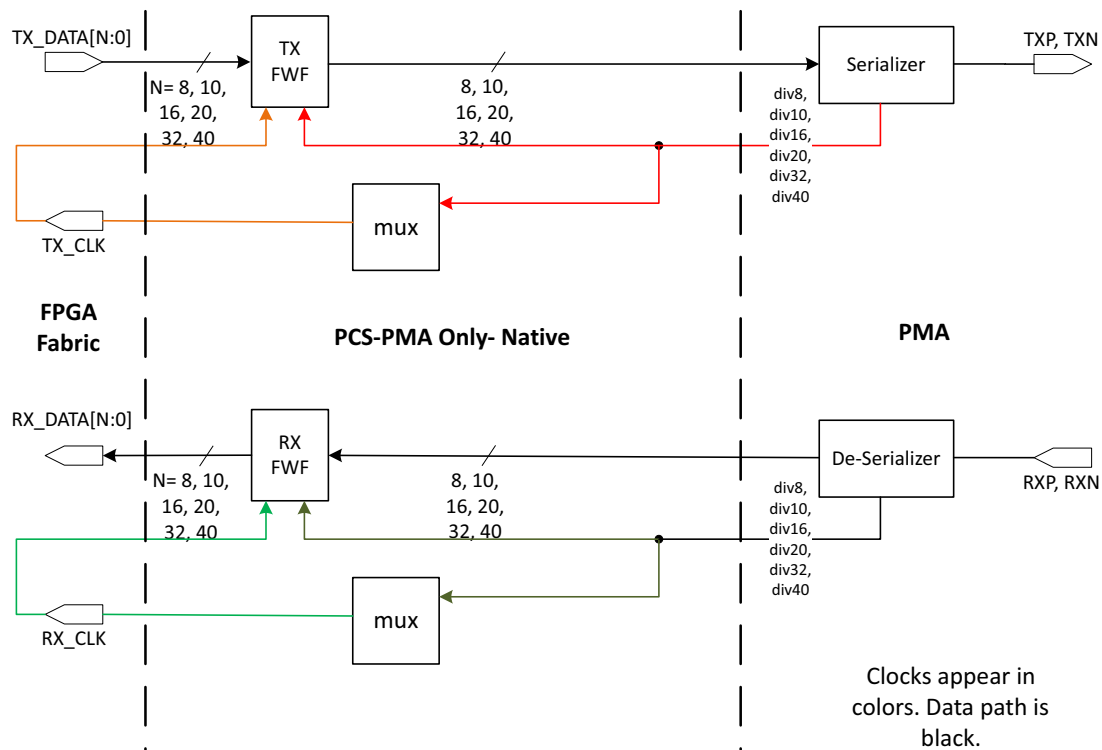 TX_DATA[N:0]
TX
FWF
Serializer
TXP, TXN
N= 8, 10,
16, 20,
32, 40
8, 10,
16, 20,
32, 40
div8,
div10,
div16,
div20,
div32,
div40
mux
TX_CLK
FPGA
Fabric
PCS-PMA Only- Native
PMA
RX_DATA[N:0]
RX
FWF
De-Serializer
RXP, RXN
N= 8, 10,
16, 20,
32, 40
8, 10,
16, 20,
32, 40
div8,
div10,
div16,
div20,
div32,
div40
mux
RX_CLK
Clocks appear in
colors. Data path is
black.